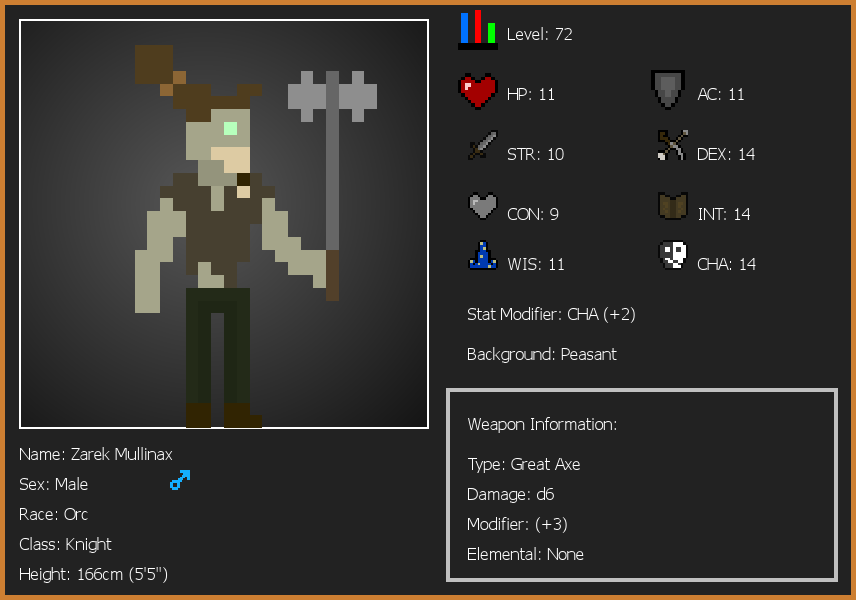 Level: 72
HP: 11
AC: 11
STR: 10
DEX: 14
CON: 9
INT: 14
WIS: 11
CHA: 14
Stat Modifier: CHA (+2)
Background: Peasant
Weapon Information:
Type: Great Axe
Damage: d6
Modifier: (+3)
Elemental: None
Name: Zarek Mullinax
Sex: Male
Race: Orc
Class: Knight
Height: 166cm (5'5")